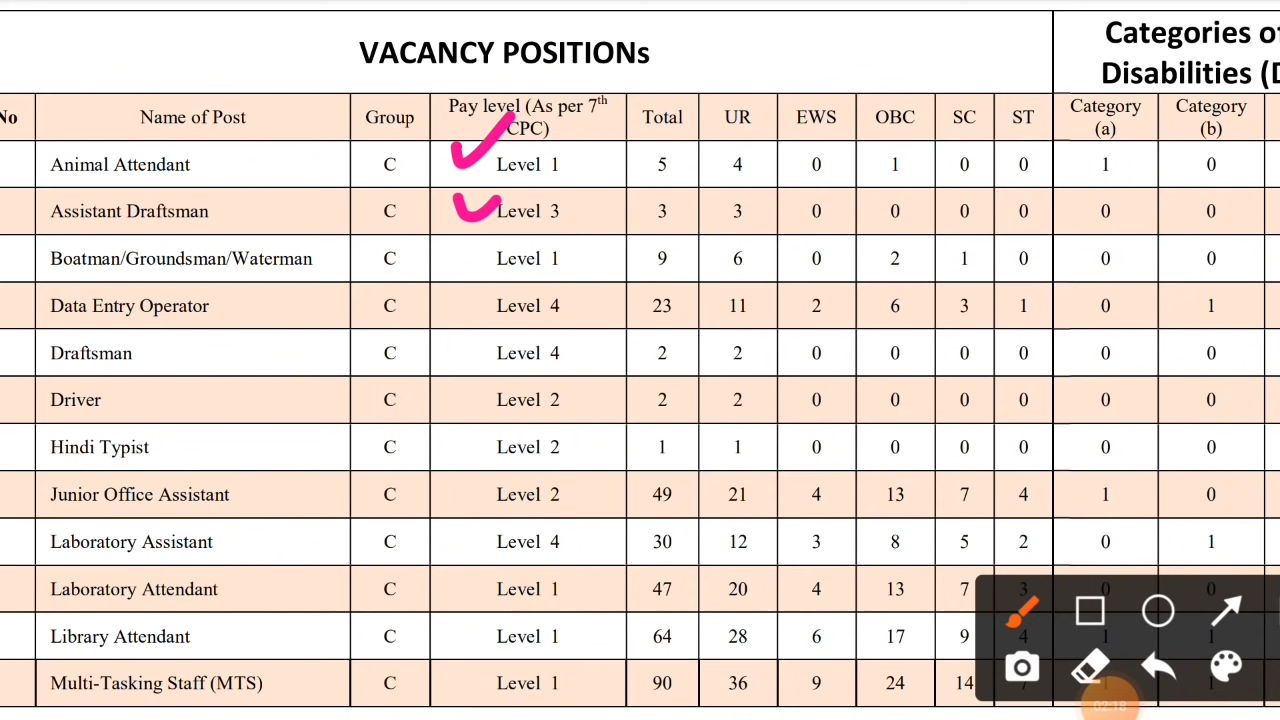 VACANCY POSITIONs
Categories of
Disabilities (D
No Name of Post Group Pay level (As per 7th CPC) Total UR EWS OBC SC ST Category (a) Category (b)
Animal Attendant C Level 1 5 4 0 1 0 0 1 0
Assistant Draftsman C Level 3 3 3 0 0 0 0 0 0
Boatman/Groundsman/Waterman C Level 1 9 6 0 2 1 0 0 0
Data Entry Operator C Level 4 23 11 2 6 3 1 0 1
Draftsman C Level 4 2 2 0 0 0 0 0 0
Driver C Level 2 2 2 0 0 0 0 0 0
Hindi Typist C Level 2 1 1 0 0 0 0 0 0
Junior Office Assistant C Level 2 49 21 4 13 7 4 1 0
Laboratory Assistant C Level 4 30 12 3 8 5 2 0 1
Laboratory Attendant C Level 1 47 20 4 13 7 3 0 0
Library Attendant C Level 1 64 28 6 17 9 4 1 1
Multi-Tasking Staff (MTS) C Level 1 90 36 9 24 14 7 1 1
02:18